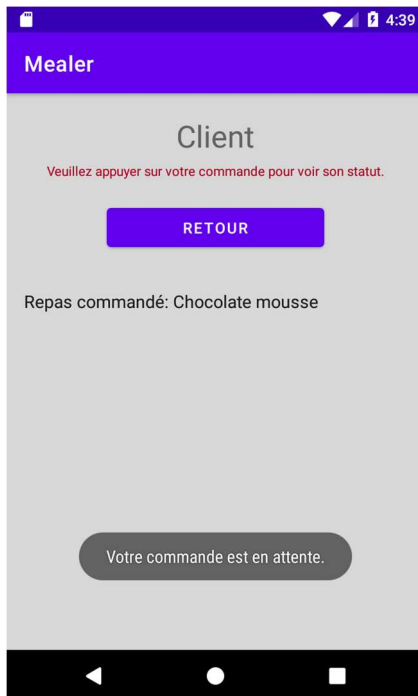 4:39
Mealer
Client
Veuillez appuyer sur votre commande pour voir son statut.
RETOUR
Repas commandé: Chocolate mousse
Votre commande est en attente.